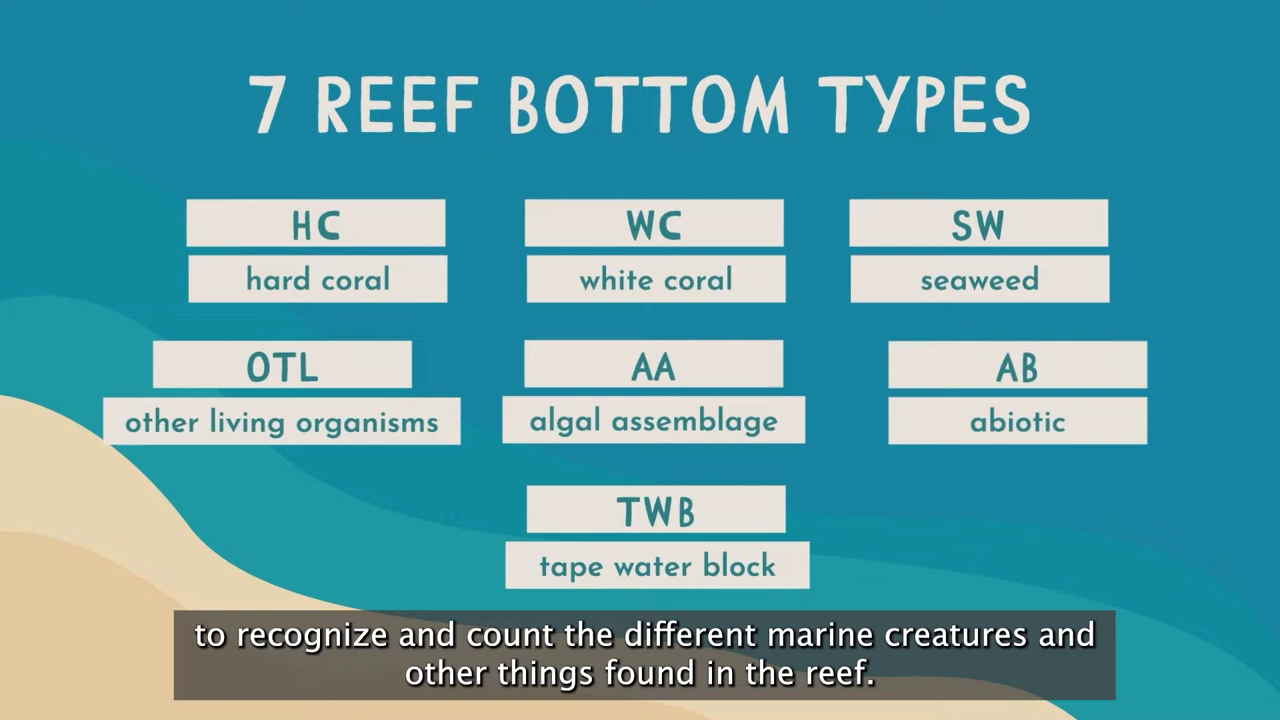 7 REEF BOTTOM TYPES
HC
hard coral
WC
white coral
SW
seaweed
OTL
other living organisms
AA
algal assemblage
AB
abiotic
TWB
tape water block
to recognize and count the different marine creatures and
other things found in the reef.